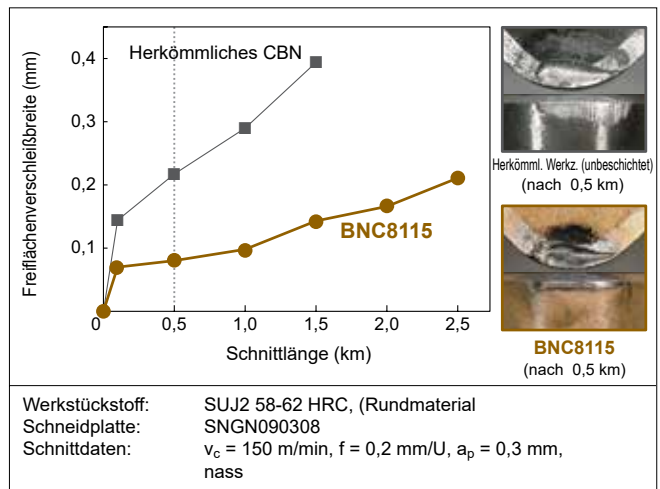 Freiflächenverschleißbreite (mm)
0,4
0,3
0,2
0,1
Herkömmliches CBN
BNC8115
0
0,5
1,0
1,5
2,0
2,5
Schnittlänge (km)
Herkömml. Werkz. (unbeschichtet)
(nach 0,5 km)
BNC8115
(nach 0,5 km)
Werkstückstoff: SUJ2 58-62 HRC, (Rundmaterial
Schneidplatte: SNGN090308
Schnittdaten: vc = 150 m/min, f = 0,2 mm/U, ap = 0,3 mm,
nass